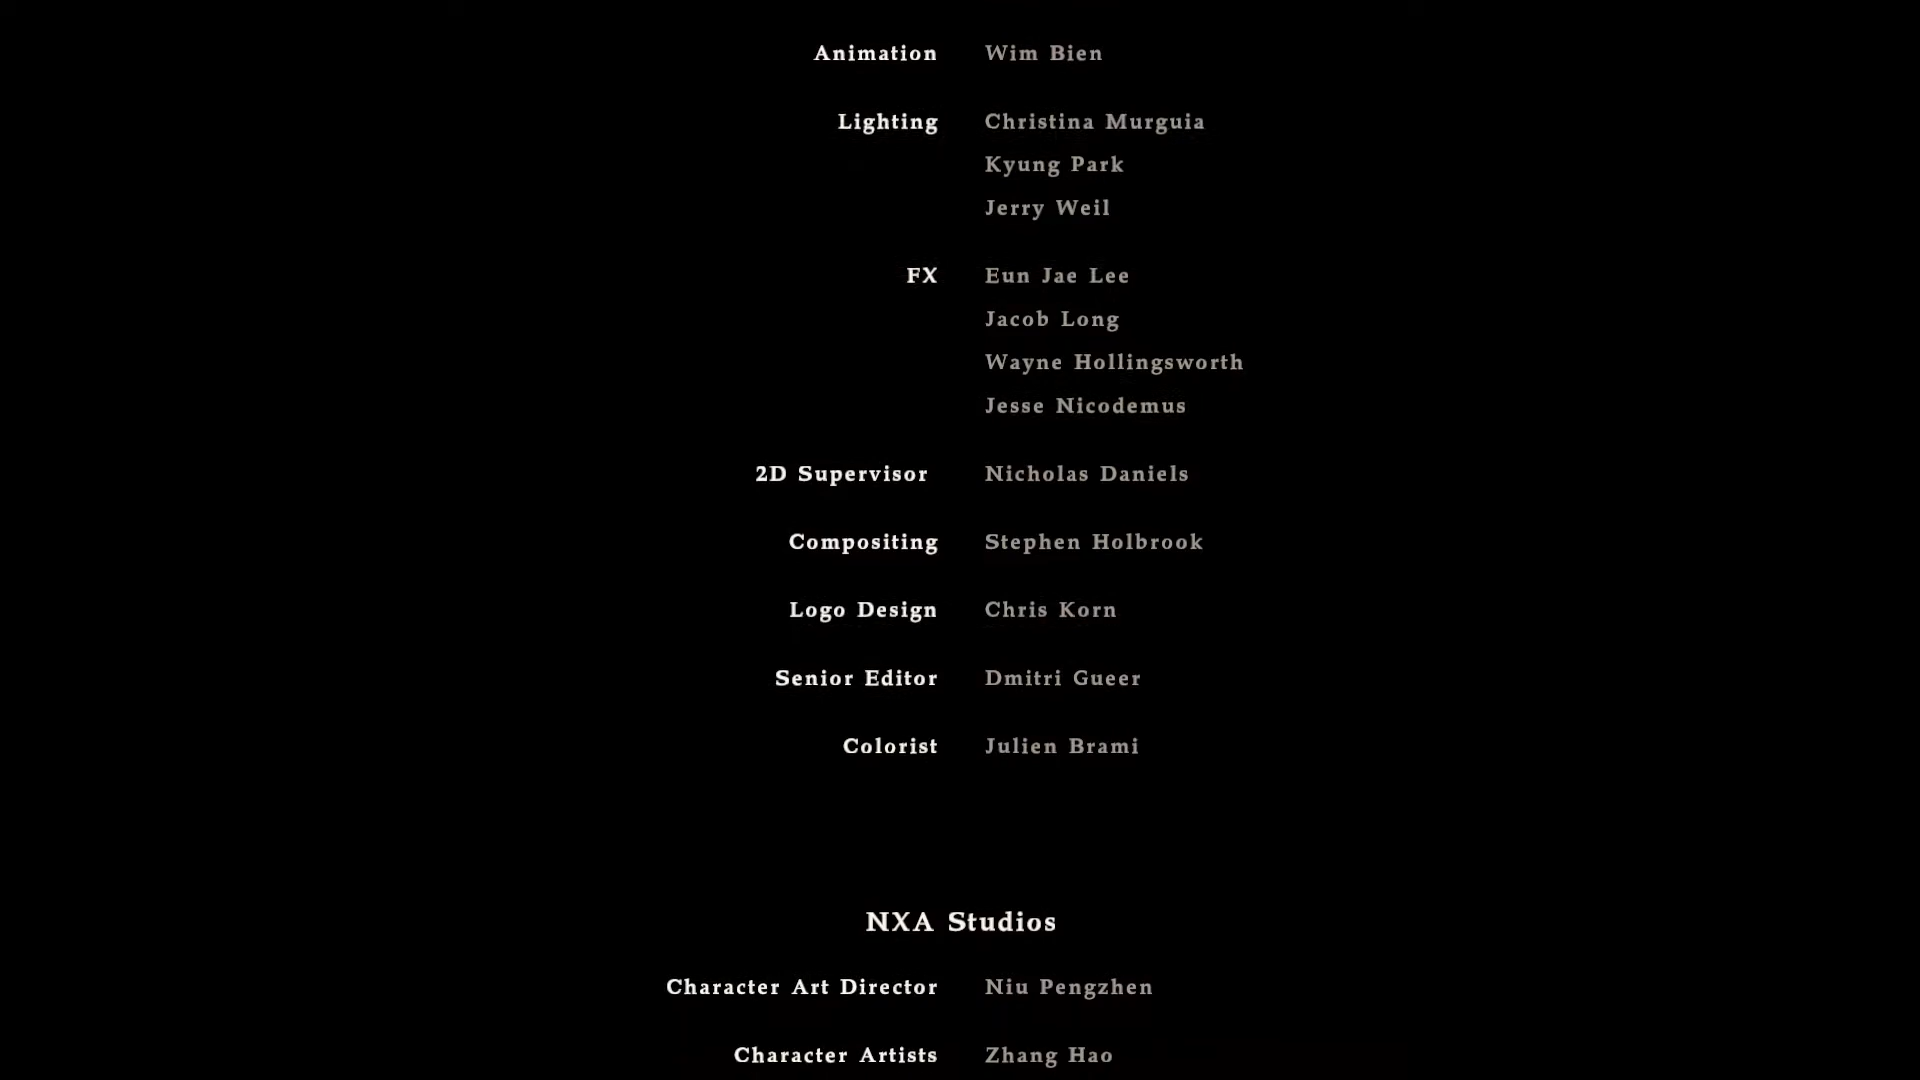 Animation Wim Bien
Lighting Christina Murguia
Kyung Park
Jerry Weil
FX Eun Jae Lee
Jacob Long
Wayne Hollingsworth
Jesse Nicodemus
2D Supervisor Nicholas Daniels
Compositing Stephen Holbrook
Logo Design Chris Korn
Senior Editor Dmitri Gueer
Colorist Julien Brami
NXA Studios
Character Art Director Niu Pengzhen
Character Artists Zhang Hao